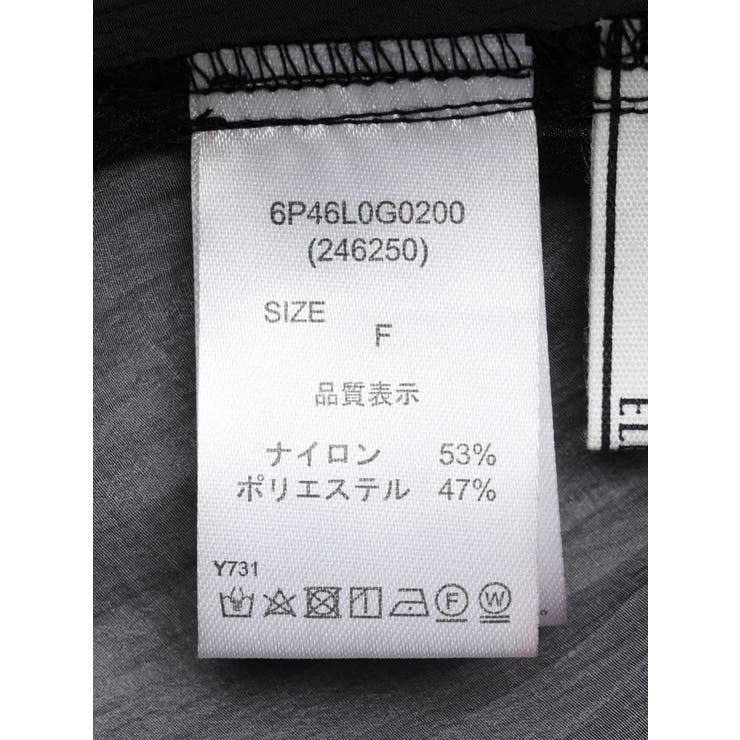 6P46L0G0200
(246250)
SIZE F
品質表示
ナイロン 53%
ポリエステル 47%
Y731
F W
EL